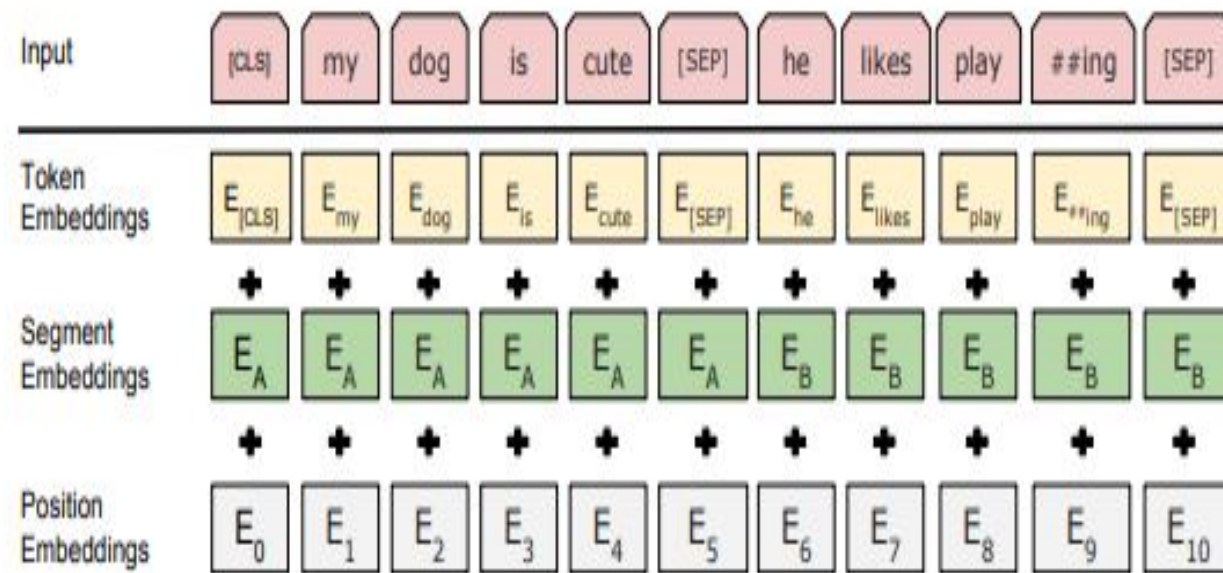 Input [CLS] my dog is cute [SEP] he likes play ##ing [SEP]
Token
Embeddings
E[CLS] Emy Edog Eis Ecute E[SEP] Ehe Elikes Eplay E##ing E[SEP]
+ + + + + + + + + + +
Segment
Embeddings
EA EA EA EA EA EA EB EB EB EB EB
+ + + + + + + + + + +
Position
Embeddings
E0 E1 E2 E3 E4 E5 E6 E7 E8 E9 E10